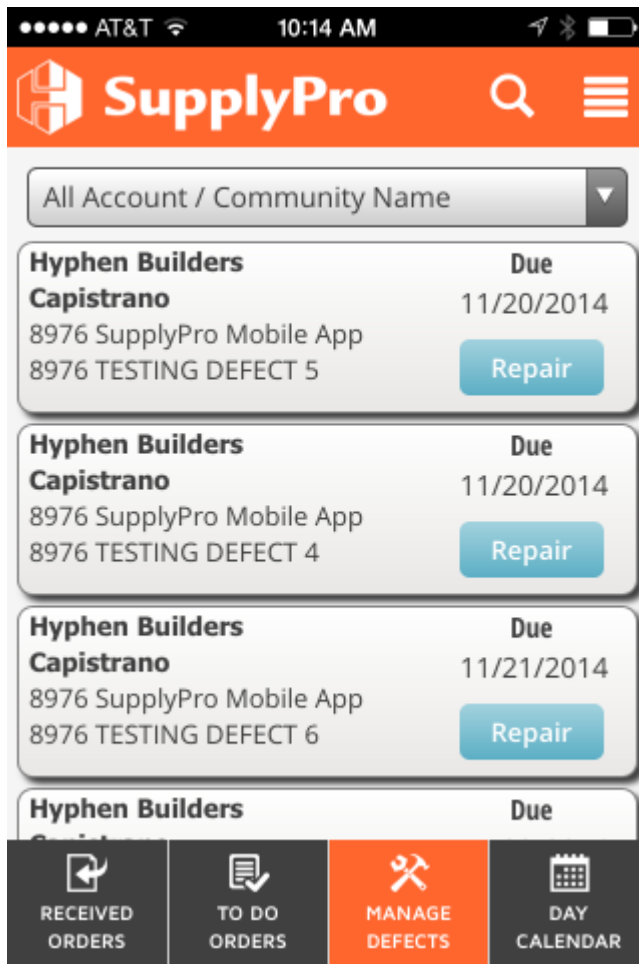 AT&T 10:14 AM
SupplyPro
All Account / Community Name
Hyphen Builders Due
Capistrano 11/20/2014
8976 SupplyPro Mobile App
8976 TESTING DEFECT 5 Repair
Hyphen Builders Due
Capistrano 11/20/2014
8976 SupplyPro Mobile App
8976 TESTING DEFECT 4 Repair
Hyphen Builders Due
Capistrano 11/21/2014
8976 SupplyPro Mobile App
8976 TESTING DEFECT 6 Repair
Hyphen Builders Due
RECEIVED ORDERS
TO DO ORDERS
MANAGE DEFECTS
DAY CALENDAR